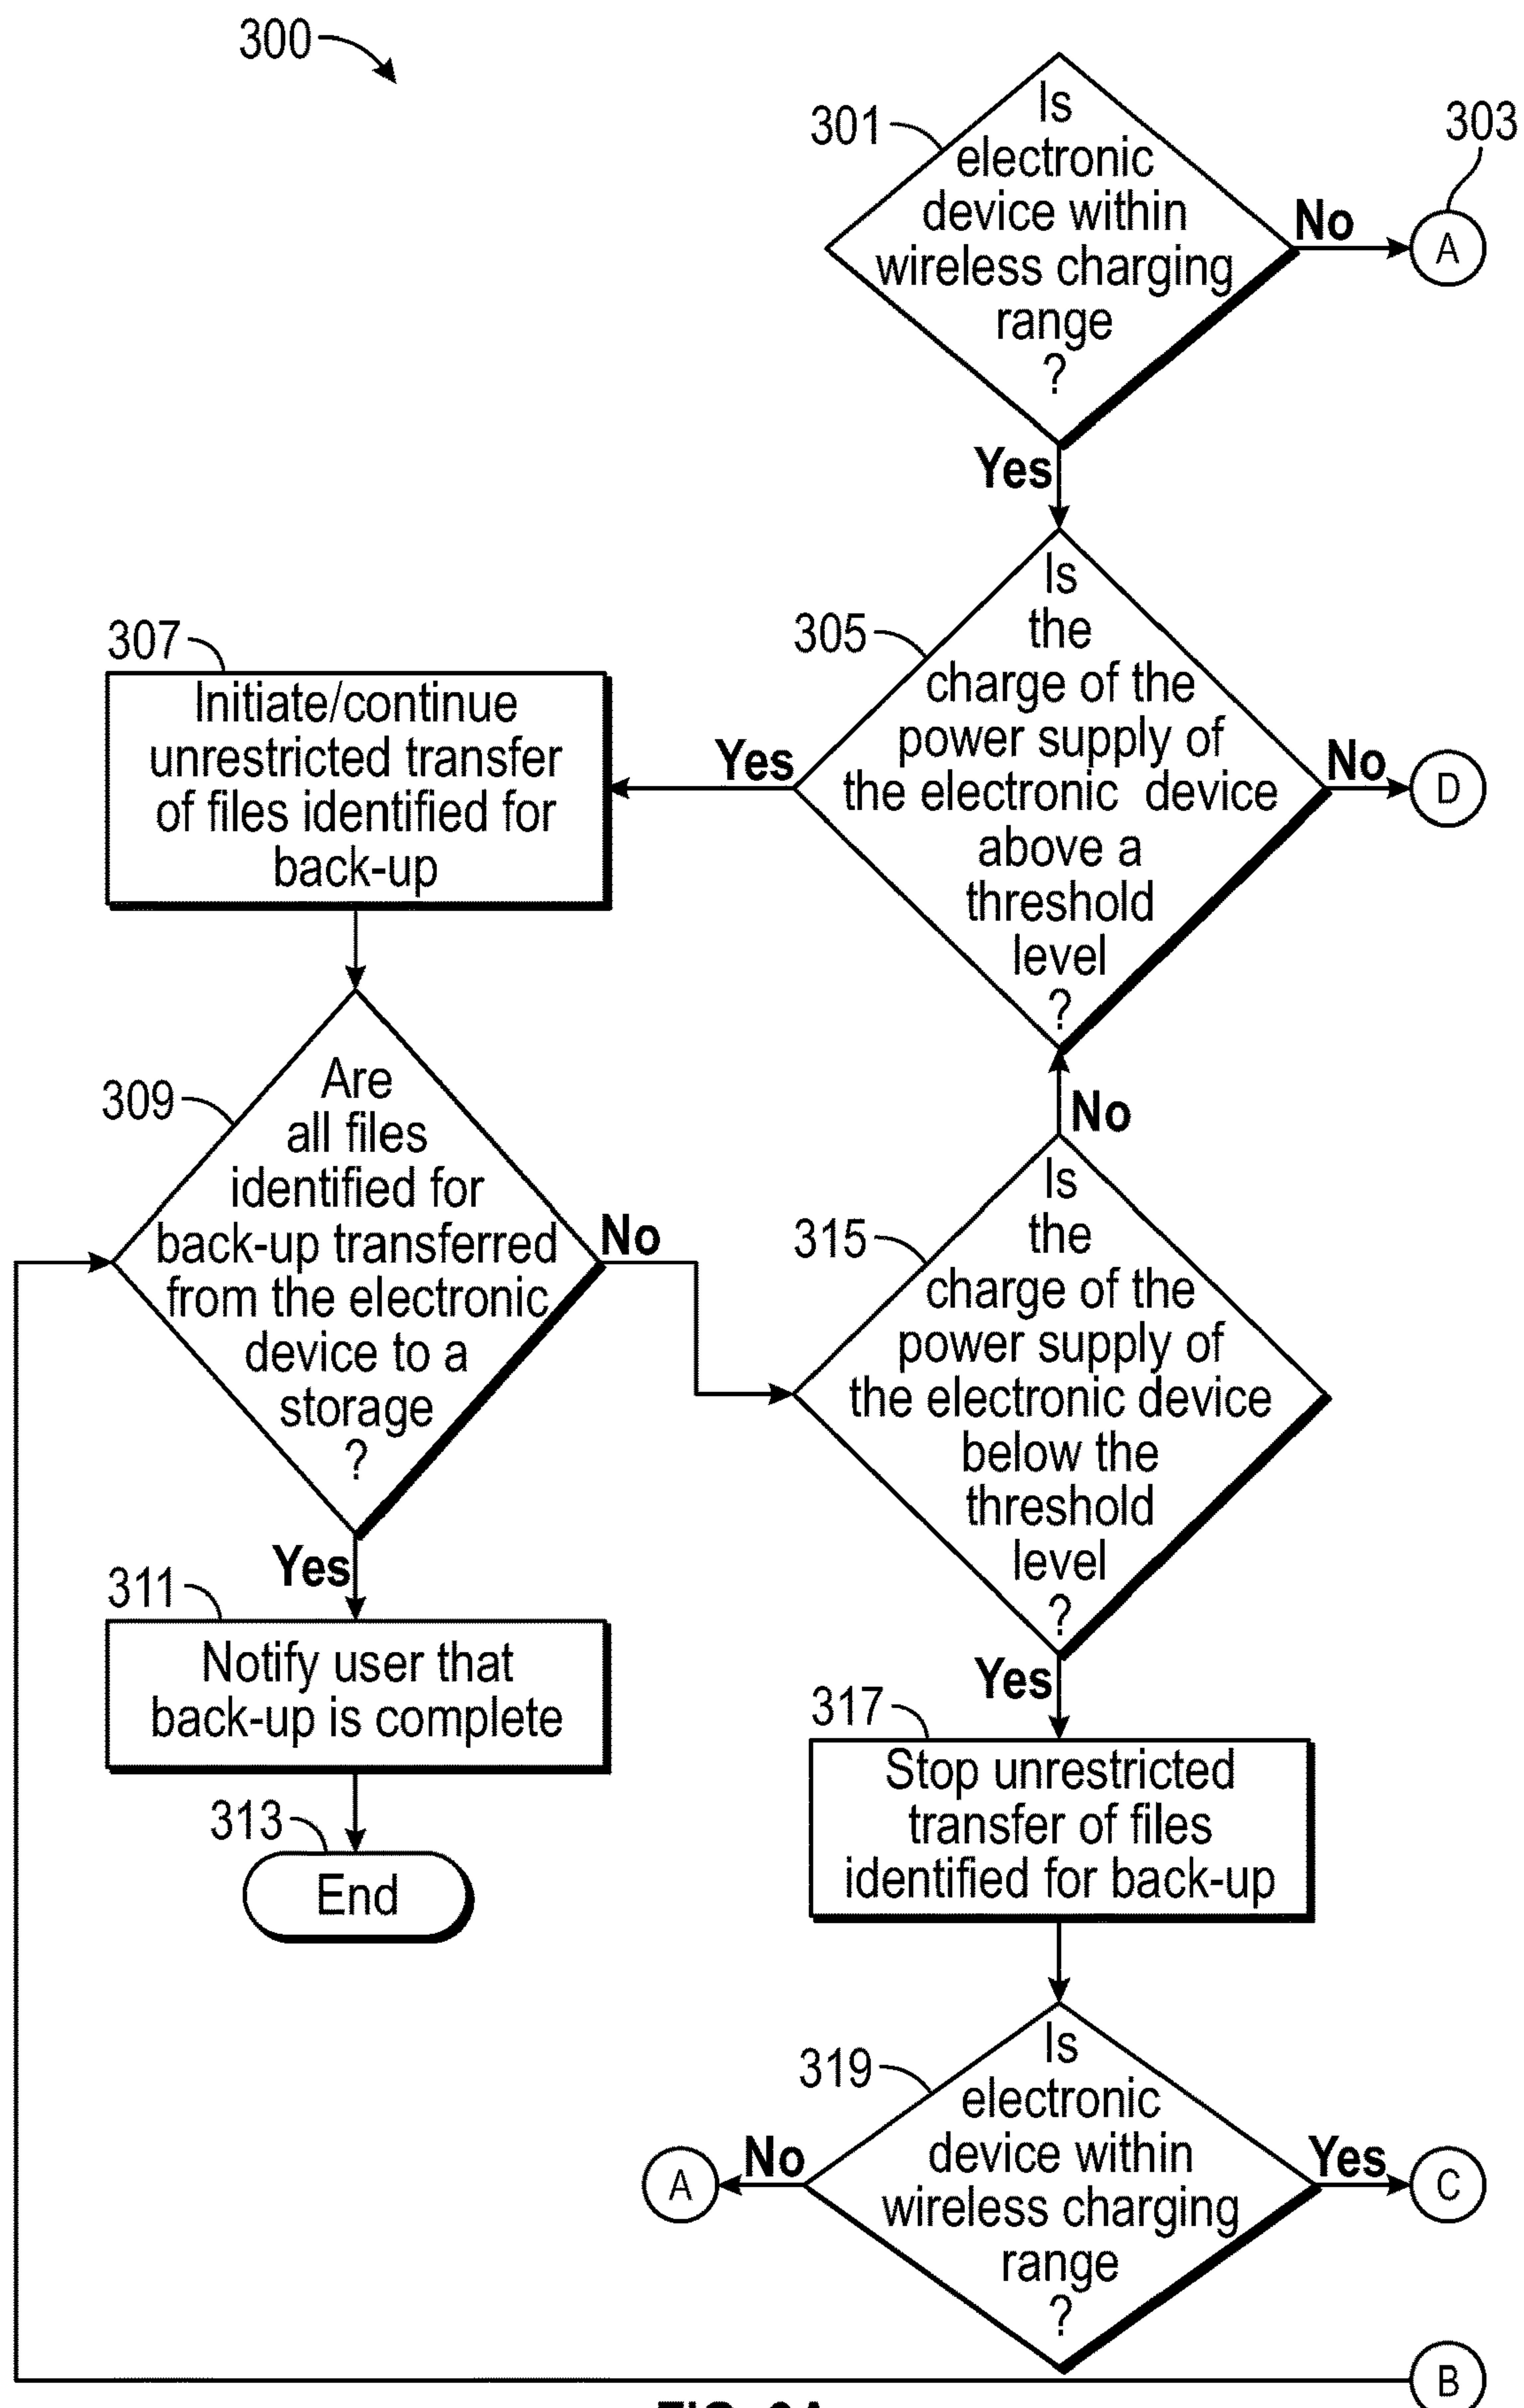 300
301
Is
electronic
device within
wireless charging
range
?
No
303
A
Yes
305
Is
the
charge of the
power supply of
the electronic device
above a
threshold
level
?
No
D
Yes
307
Initiate/continue
unrestricted transfer
of files identified for
back-up
309
Are
all files
identified for
back-up transferred
from the electronic
device to a
storage
?
No
315
Is
the
charge of the
power supply of
the electronic device
below the
threshold
level
?
No
Yes
311
Notify user that
back-up is complete
313
End
Yes
317
Stop unrestricted
transfer of files
identified for back-up
319
Is
electronic
device within
wireless charging
range
?
No
A
Yes
C
B